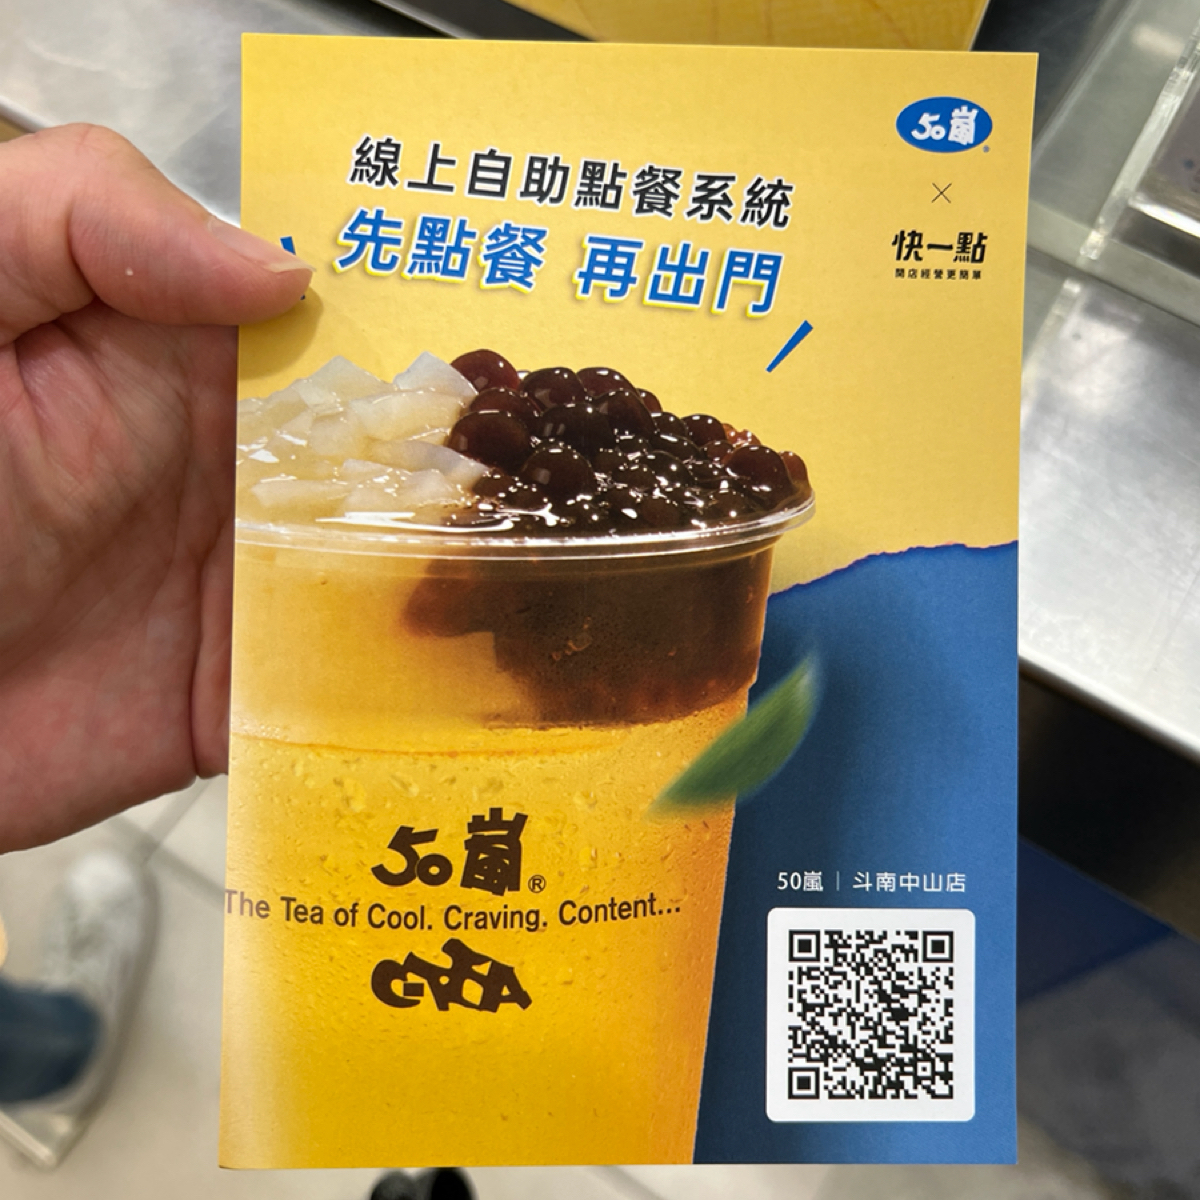 線上自助點餐系統
先點餐 再出門
50嵐®
×
快一點
開店經營更簡單
50嵐®
The Tea of Cool. Craving. Content...
50嵐｜斗南中山店